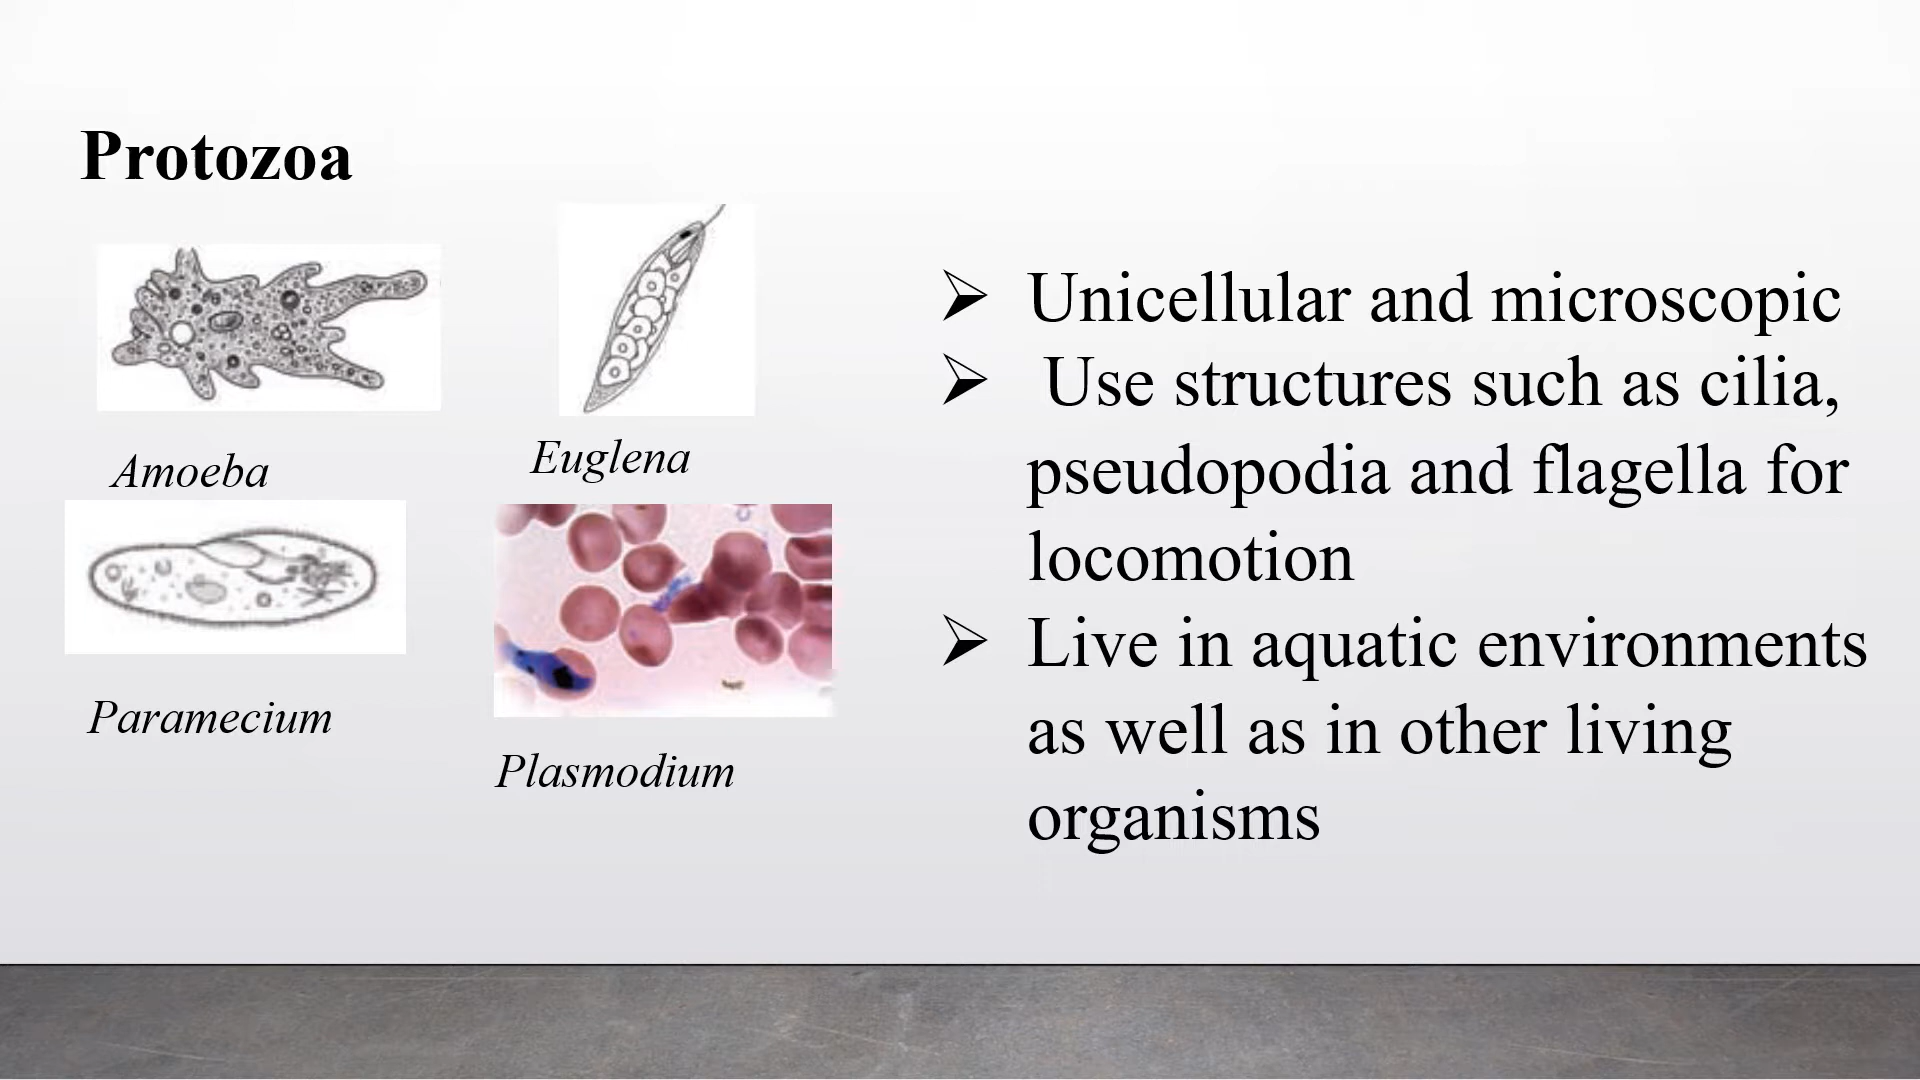 Protozoa
Amoeba
Euglena
Paramecium
Plasmodium
➢ Unicellular and microscopic
➢ Use structures such as cilia,
pseudopodia and flagella for
locomotion
➢ Live in aquatic environments
as well as in other living
organisms